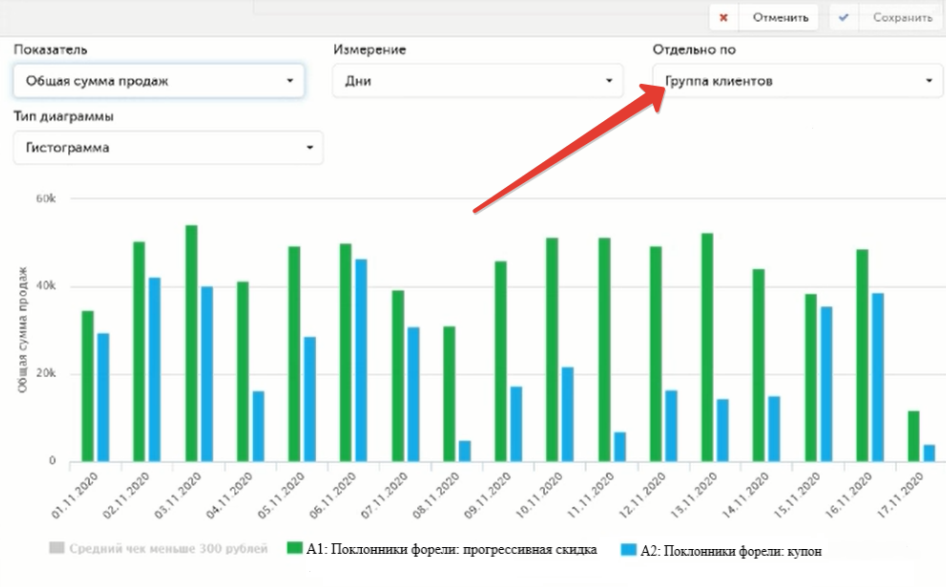 Отменить Сохранить
Показатель Измерение Отдельно по
Общая сумма продаж Дни Группа клиентов
Тип диаграммы
Гистограмма
60k
40k
20k
0
Общая сумма продаж
01.11.2020 02.11.2020 03.11.2020 04.11.2020 05.11.2020 06.11.2020 07.11.2020 08.11.2020 09.11.2020 10.11.2020 11.11.2020 12.11.2020 13.11.2020 14.11.2020 15.11.2020 16.11.2020 17.11.2020
Средний чек меньше 300 рублей A1: Поклонники форели: прогрессивная скидка A2: Поклонники форели: купон